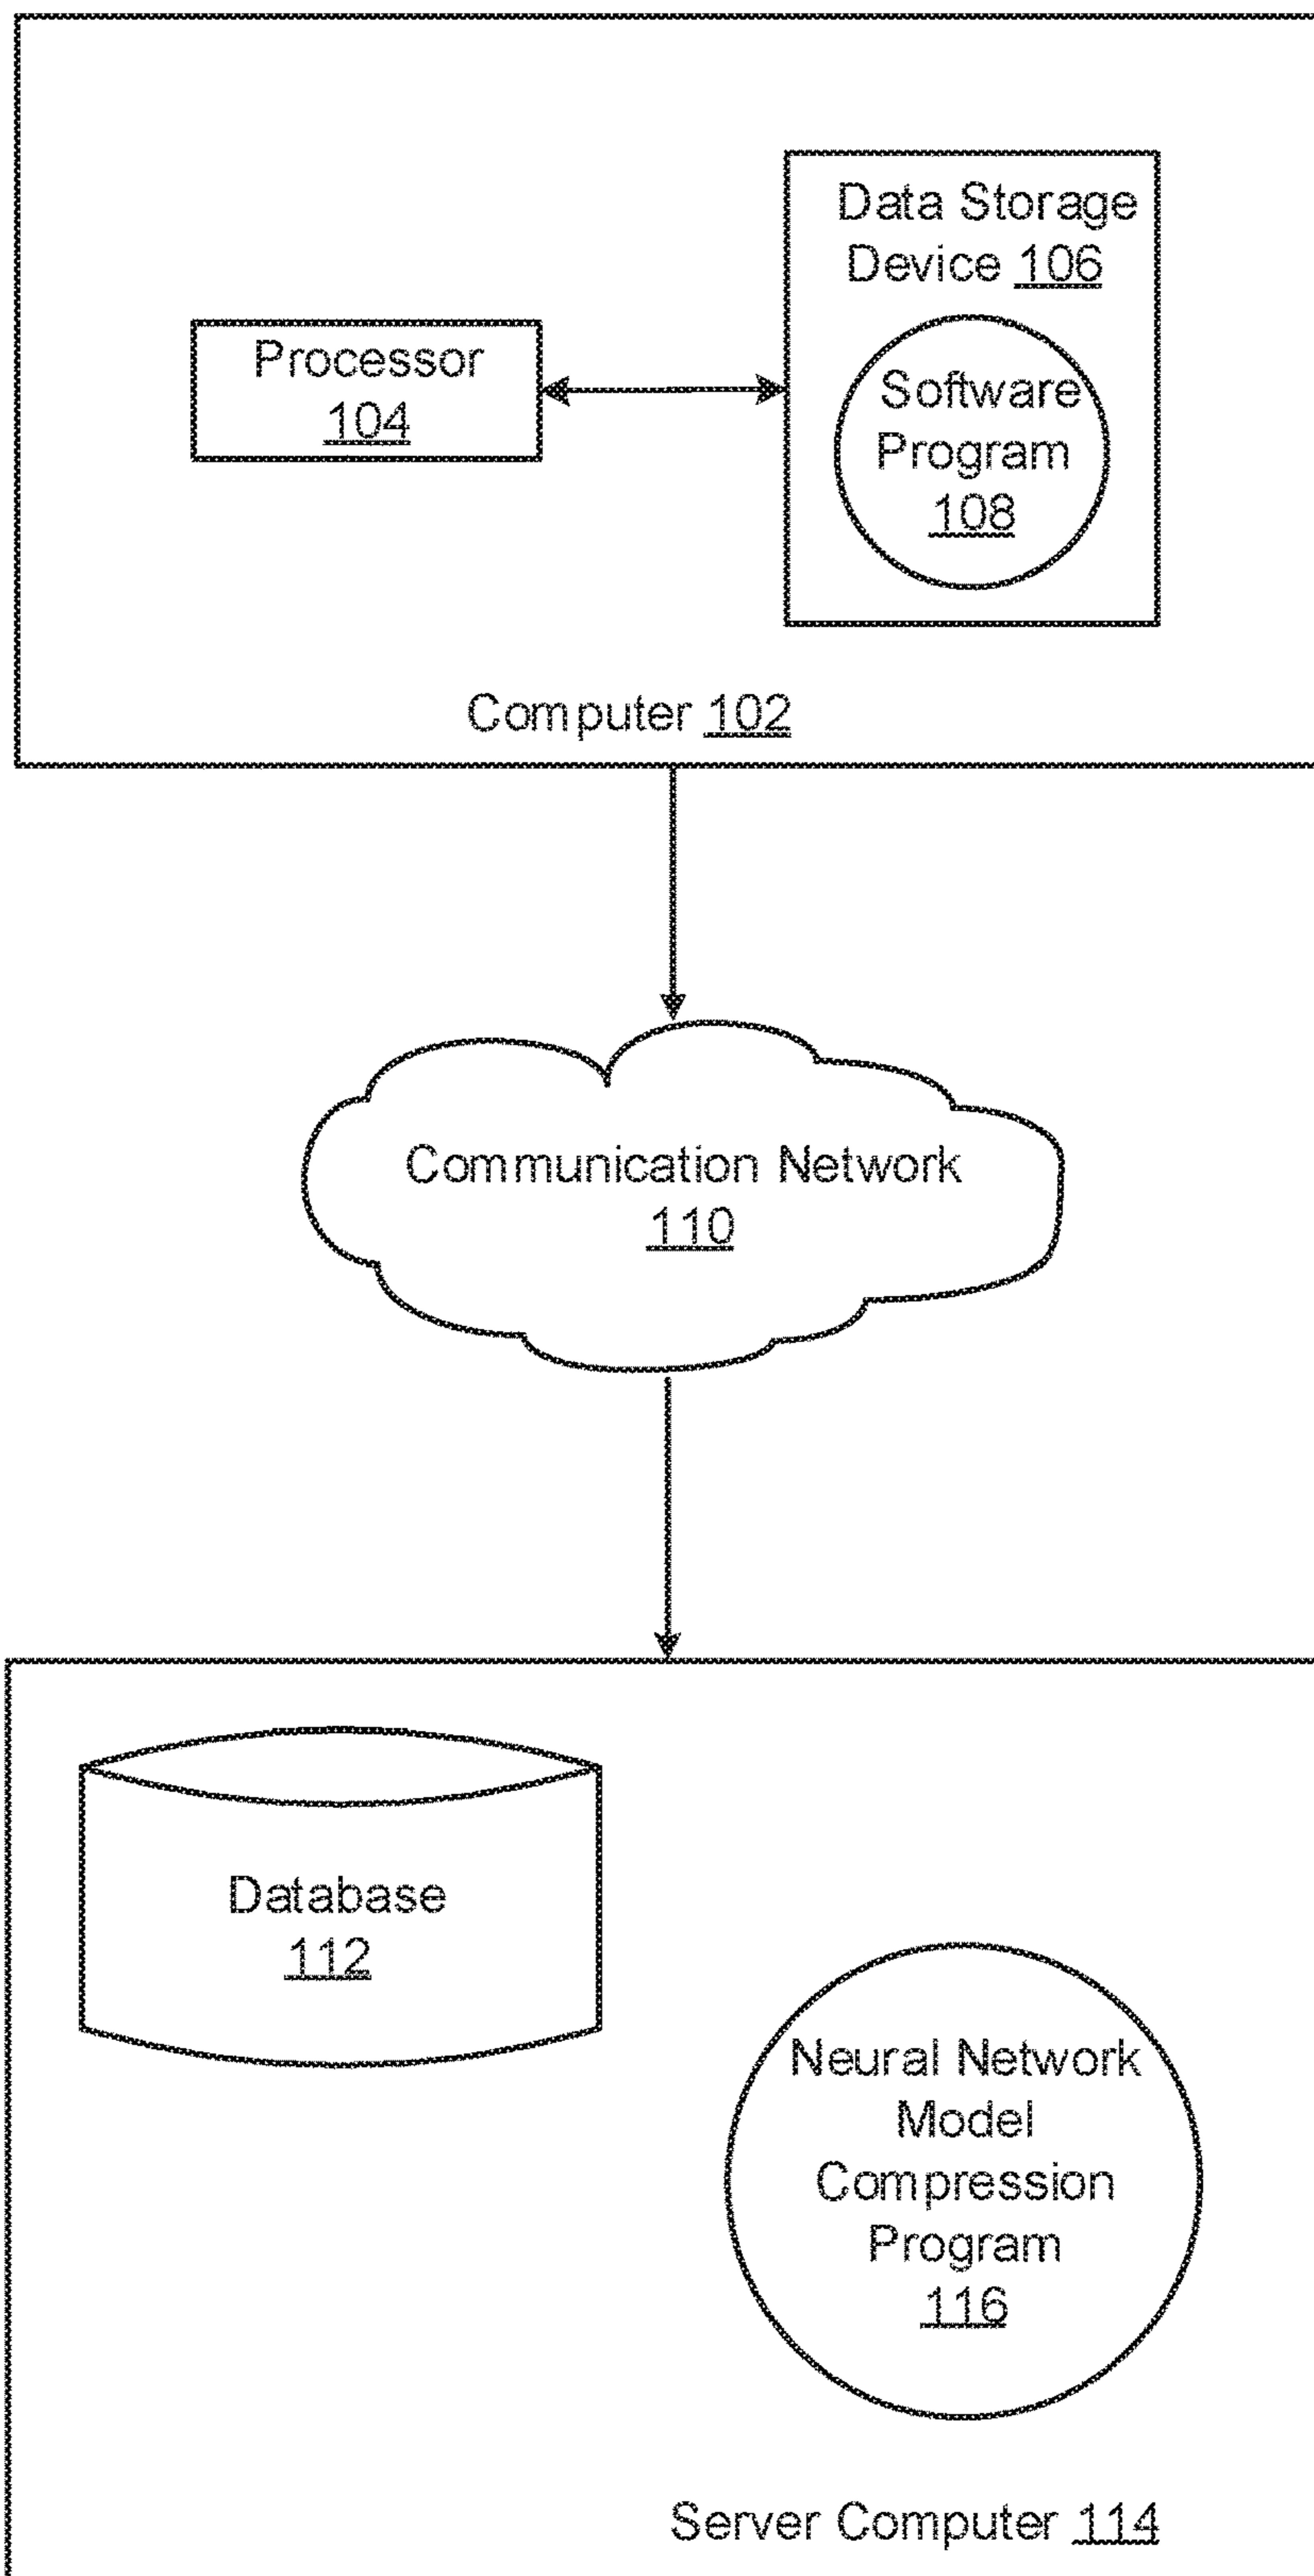 Data Storage
Device 106
Processor
104
Software
Program
108
Computer 102
Communication Network
110
Database
112
Neural Network
Model
Compression
Program
116
Server Computer 114